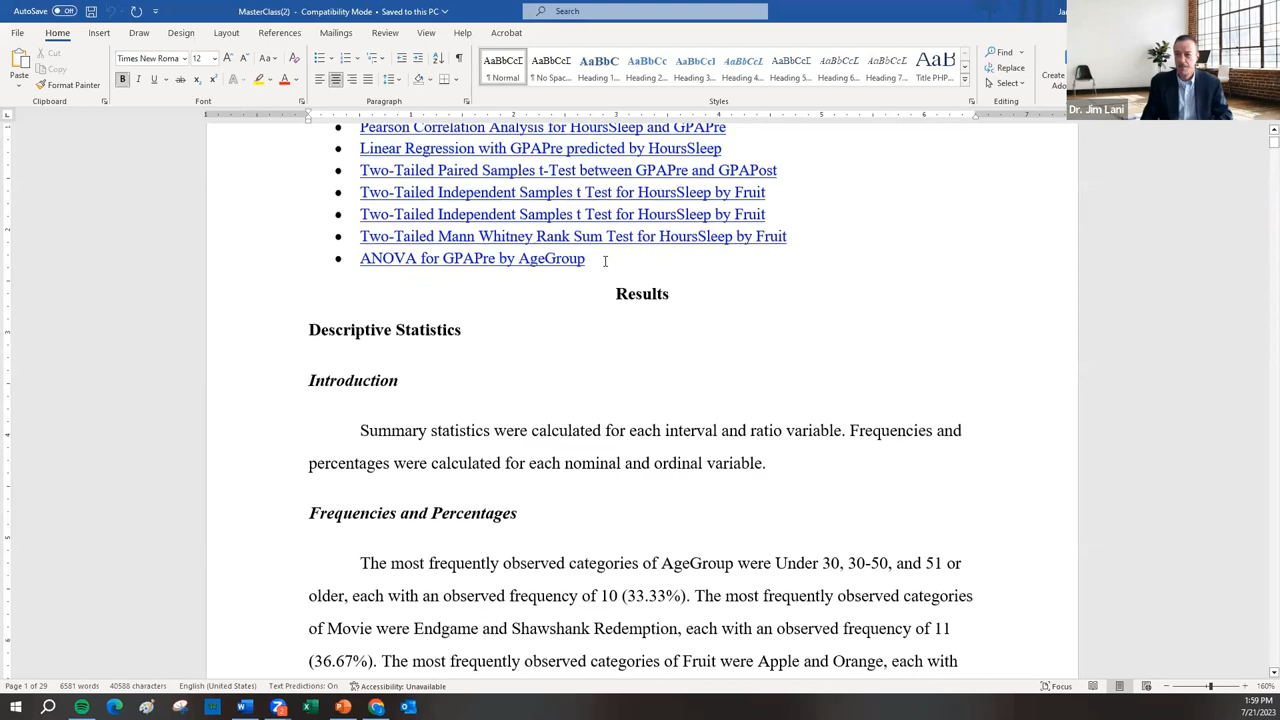 AutoSave Off MasterClass(2) - Compatibility Mode • Saved to this PC Search Ja
File Home Insert Draw Design Layout References Mailings Review View Help Acrobat
Paste Cut Copy Format Painter Clipboard
Times New Roma 12 Font
Paragraph
AaBbCcI Normal AaBbCcI No Spac... AaBbC Heading 1 AaBbCc Heading 2... AaBbCcI Heading 3... AaBbCcI Heading 4... AaBbCcI Heading 5... AaBbCcI Heading 6... AaBbCcI Heading 7... AaB Title PHP... Styles
Find Replace Select Editing
Create Ado
Dr. Jim Lani
Pearson Correlation Analysis for HoursSleep and GPAPre
Linear Regression with GPAPre predicted by HoursSleep
Two-Tailed Paired Samples t-Test between GPAPre and GPAPost
Two-Tailed Independent Samples t Test for HoursSleep by Fruit
Two-Tailed Independent Samples t Test for HoursSleep by Fruit
Two-Tailed Mann Whitney Rank Sum Test for HoursSleep by Fruit
ANOVA for GPAPre by AgeGroup
Results
Descriptive Statistics
Introduction
Summary statistics were calculated for each interval and ratio variable. Frequencies and
percentages were calculated for each nominal and ordinal variable.
Frequencies and Percentages
The most frequently observed categories of AgeGroup were Under 30, 30-50, and 51 or
older, each with an observed frequency of 10 (33.33%). The most frequently observed categories
of Movie were Endgame and Shawshank Redemption, each with an observed frequency of 11
(36.67%). The most frequently observed categories of Fruit were Apple and Orange, each with
Page 1 of 29 6581 words 40588 characters English (United States) Text Predictions: On Accessibility: Unavailable Focus 160%
1:59 PM
7/21/2023